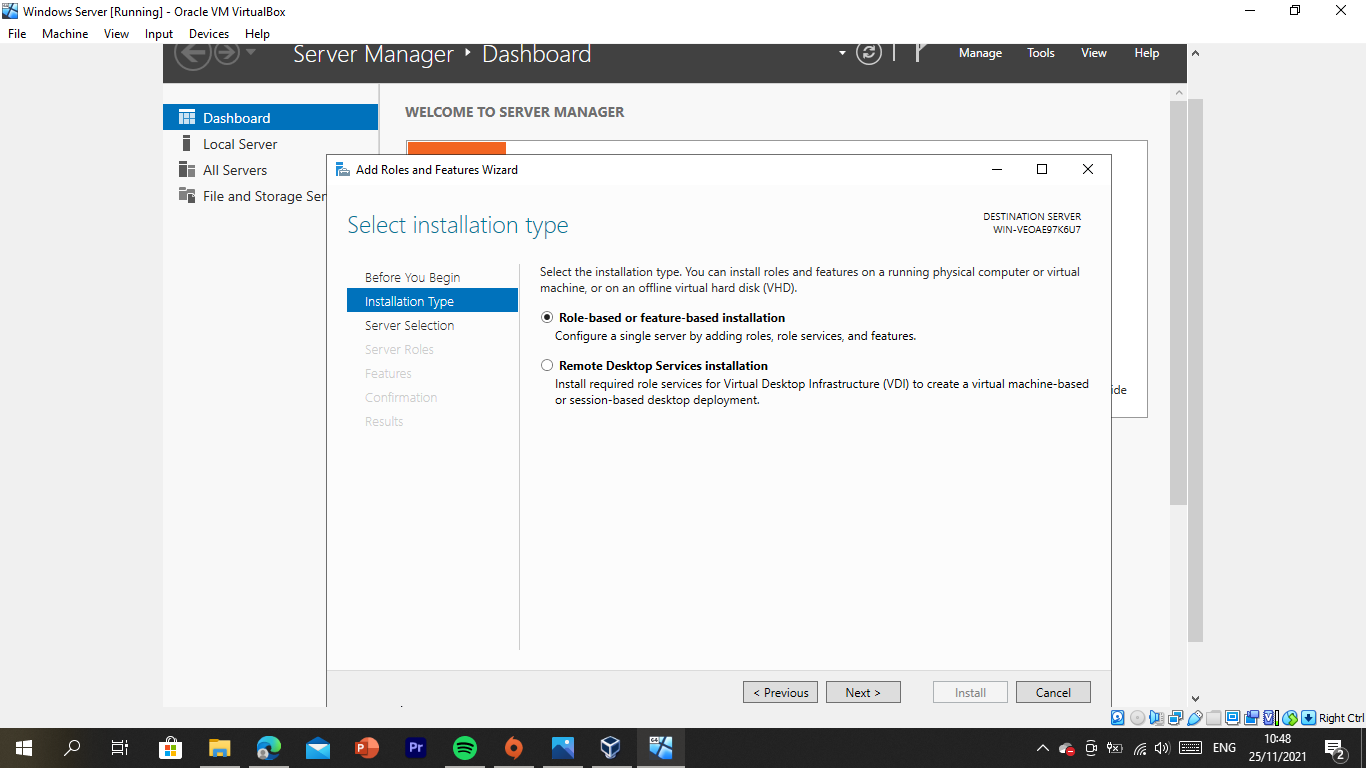 Windows Server [Running] - Oracle VM VirtualBox
File Machine View Input Devices Help
Server Manager Dashboard
Manage Tools View Help
Dashboard
Local Server
All Servers
File and Storage Ser
WELCOME TO SERVER MANAGER
Add Roles and Features Wizard
Select installation type
DESTINATION SERVER
WIN-VEOAE97K6U7
Before You Begin
Installation Type
Server Selection
Server Roles
Features
Confirmation
Results
Select the installation type. You can install roles and features on a running physical computer or virtual
machine, or on an offline virtual hard disk (VHD).
Role-based or feature-based installation
Configure a single server by adding roles, role services, and features.
Remote Desktop Services installation
Install required role services for Virtual Desktop Infrastructure (VDI) to create a virtual machine-based
or session-based desktop deployment.
ide
< Previous Next > Install Cancel
Right Ctrl
Pr
64
ENG
10:48
25/11/2021
2